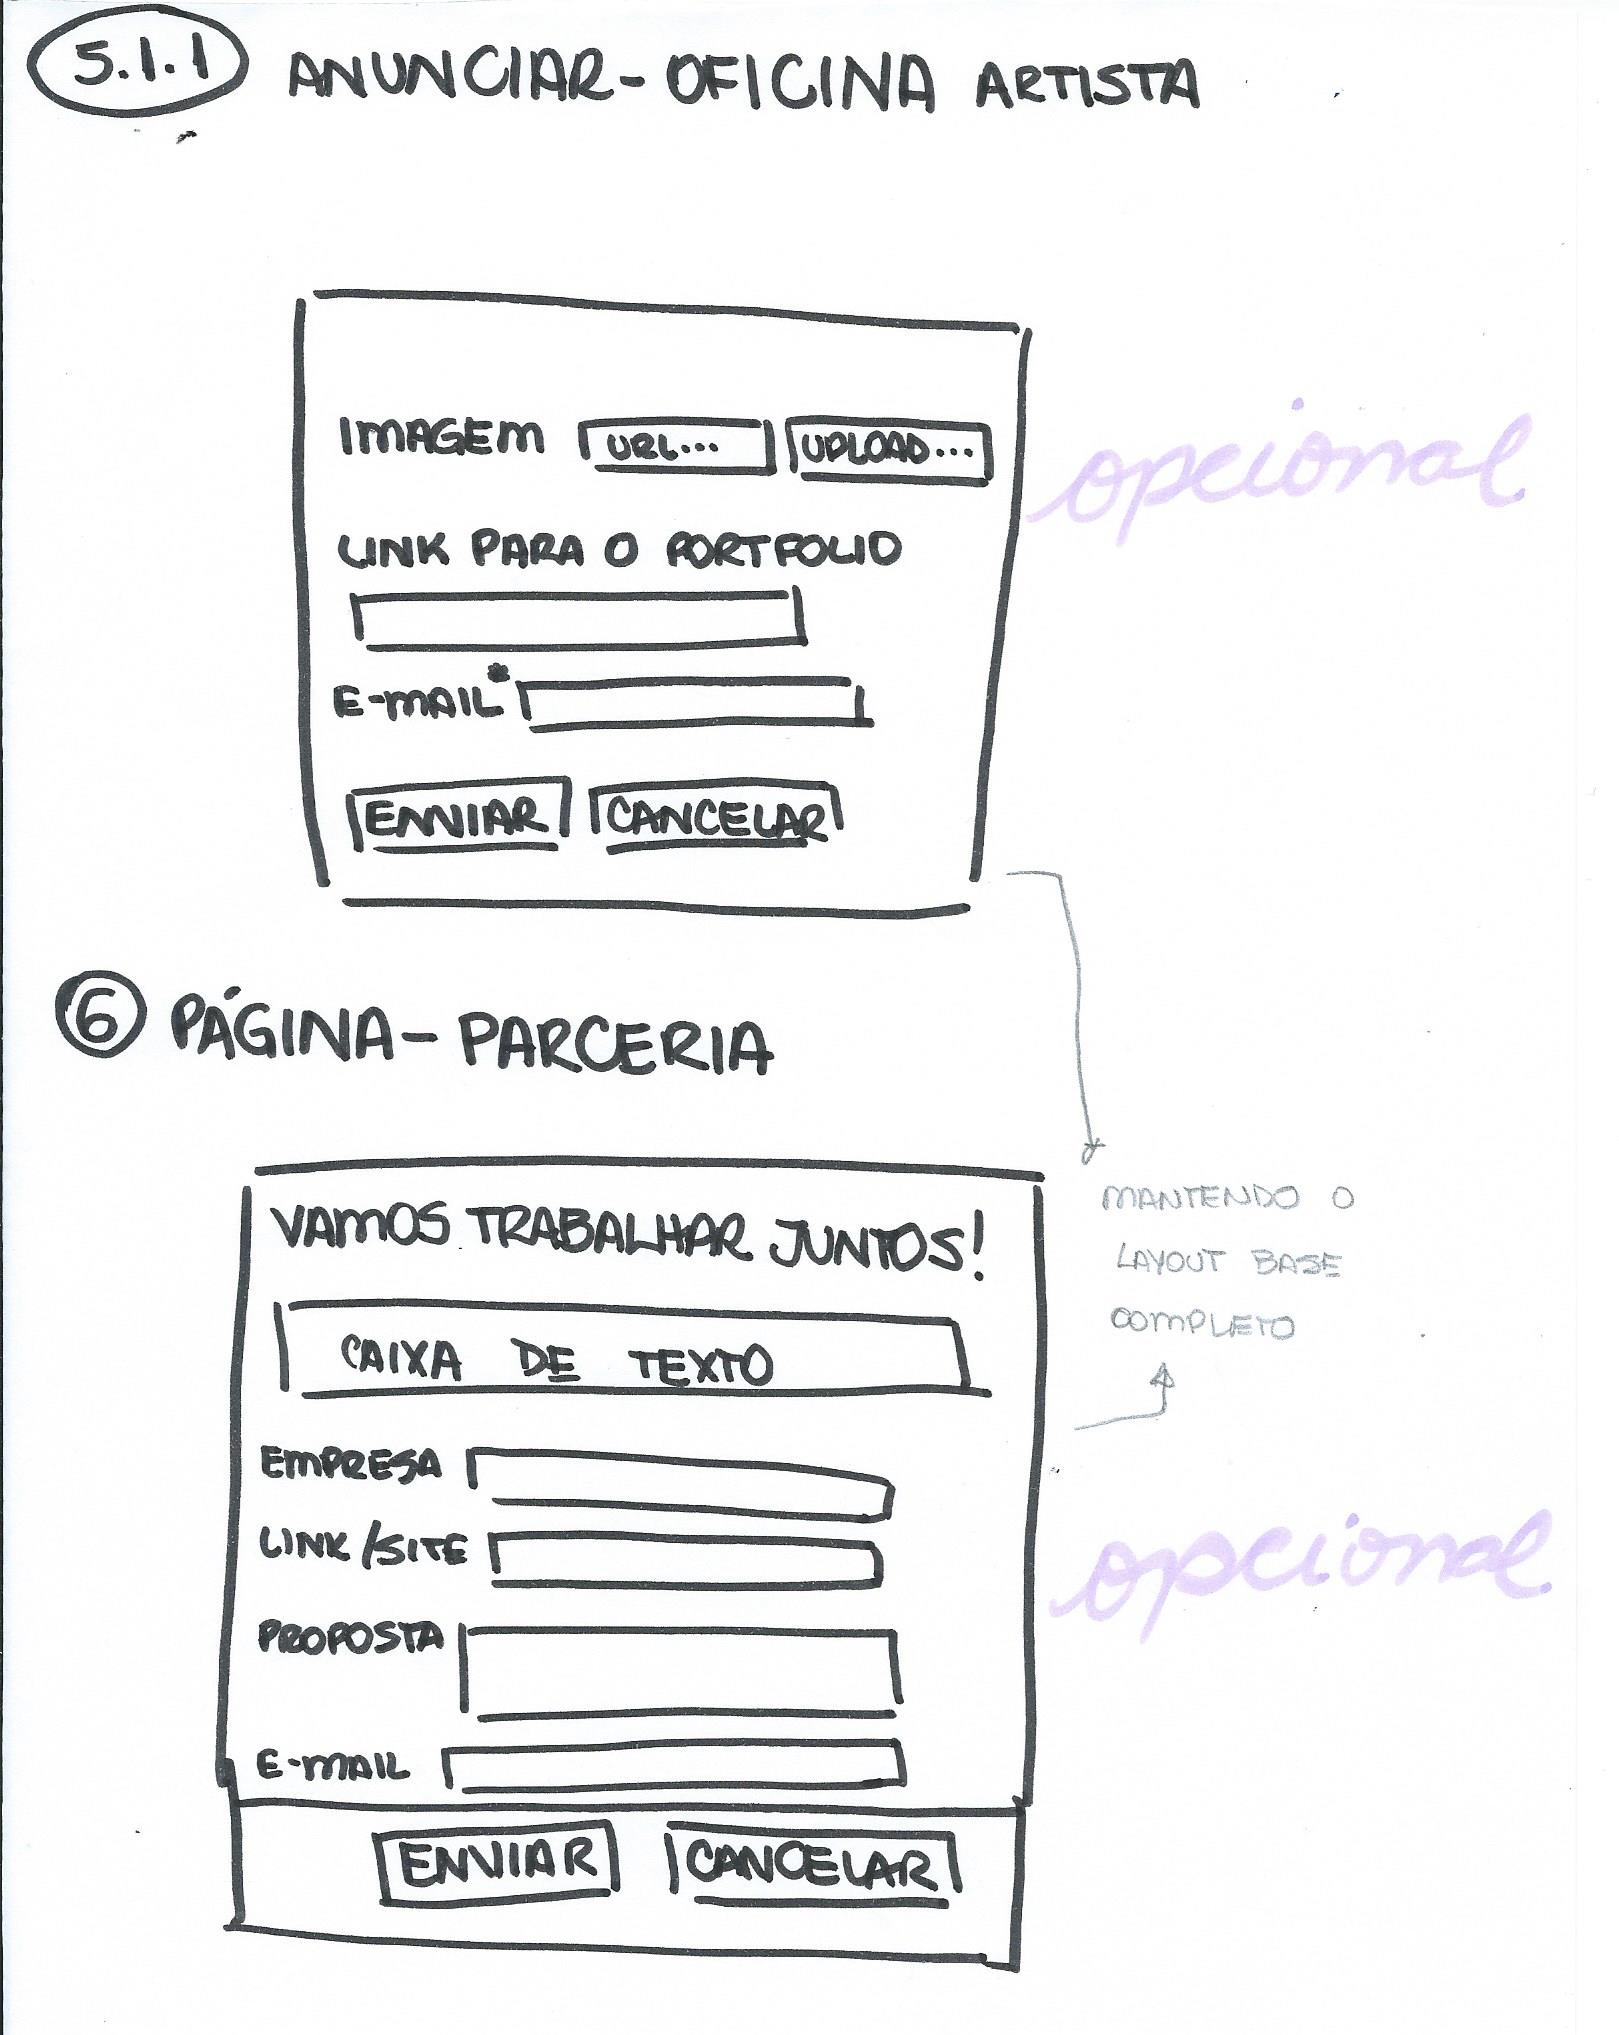 5.1.1 ANUNCIAR - OFICINA ARTISTA
IMAGEM URL... UPLOAD...
opcional
LINK PARA O PORTFOLIO
E-MAIL*
ENVIAR CANCELAR
6 PÁGINA - PARCERIA
VAMOS TRABALHAR JUNTOS!
MANTENDO O
LAYOUT BASE
COMPLETO
CAIXA DE TEXTO
EMPRESA
LINK/SITE
opcional
PROPOSTA
E-MAIL
ENVIAR CANCELAR